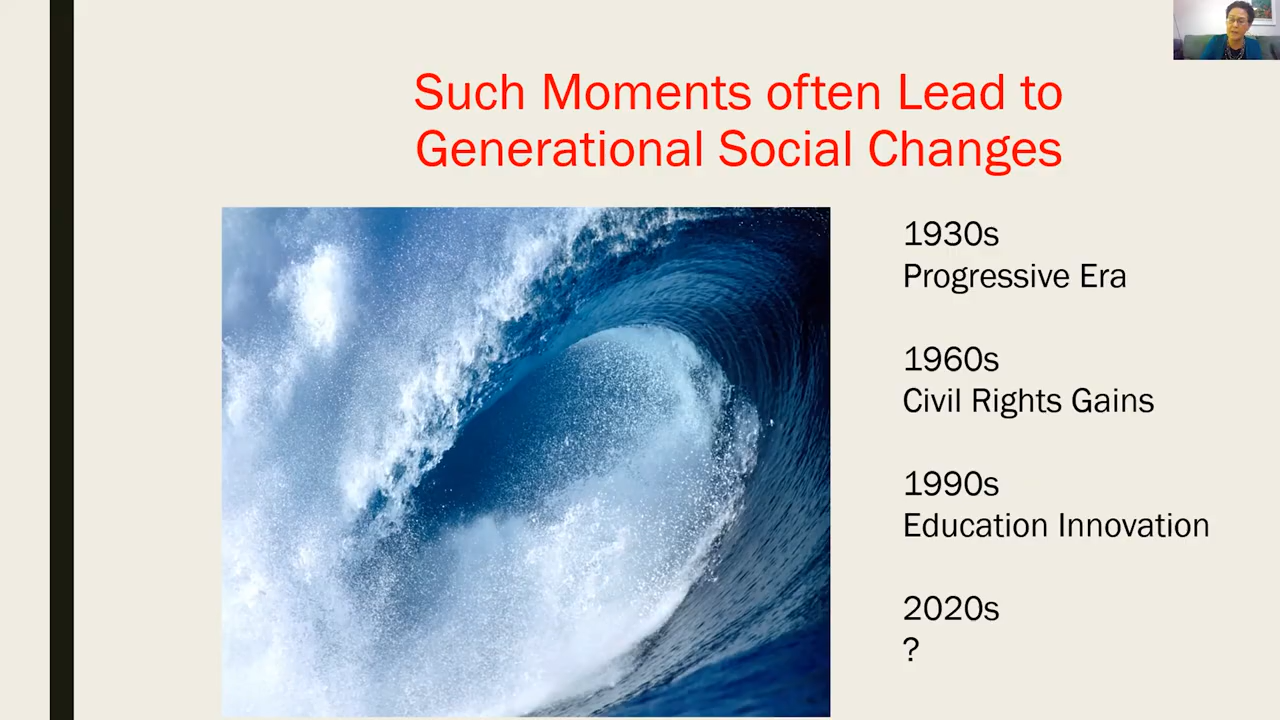 Such Moments often Lead to
Generational Social Changes
1930s
Progressive Era
1960s
Civil Rights Gains
1990s
Education Innovation
2020s
?